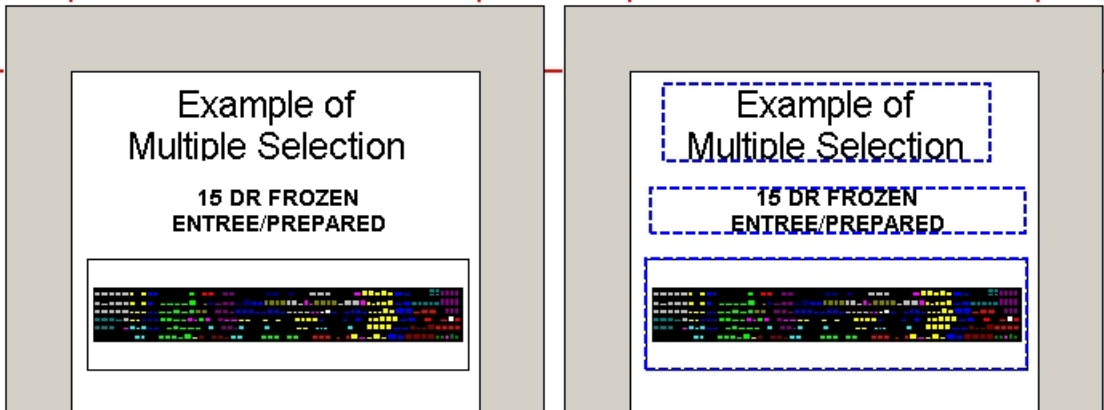 Example of
Multiple Selection
15 DR FROZEN
ENTREE/PREPARED
Example of
Multiple Selection
15 DR FROZEN
ENTREE/PREPARED